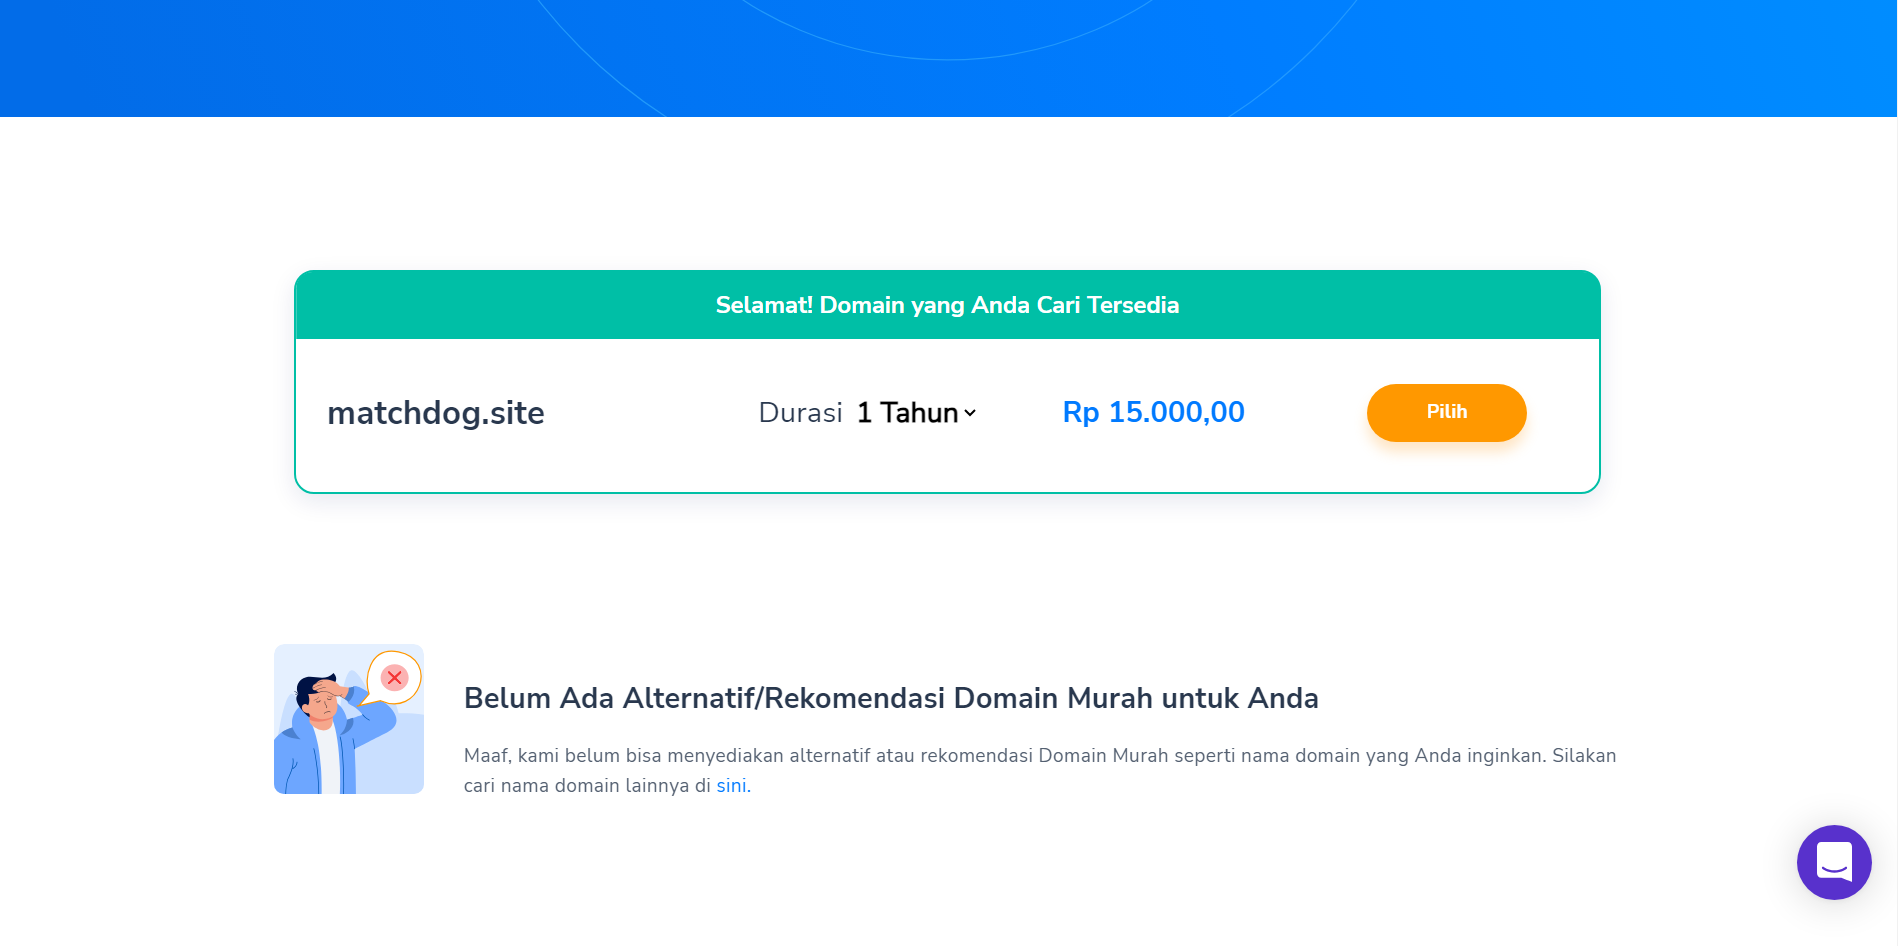 Selamat! Domain yang Anda Cari Tersedia
matchdog.site Durasi 1 Tahun Rp 15.000,00 Pilih
Belum Ada Alternatif/Rekomendasi Domain Murah untuk Anda
Maaf, kami belum bisa menyediakan alternatif atau rekomendasi Domain Murah seperti nama domain yang Anda inginkan. Silakan
cari nama domain lainnya di sini.